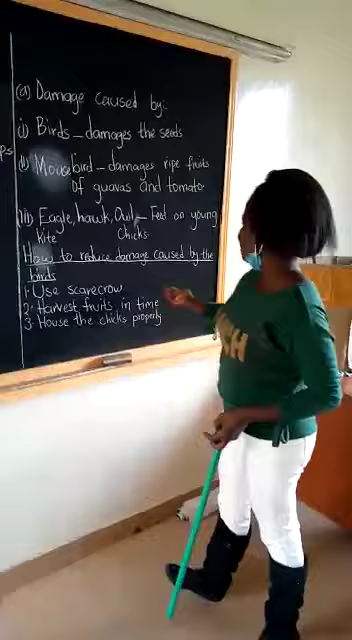 (a) Damage caused by:
i) Birds – damages the seeds
ps
ii) Mousebird – damages ripe fruits
of guavas and tomato
iii) Eagle, hawk, Owl – Feed on young
Kite chicks.
How to reduce damage caused by the
birds
1. Use scarecrow
2. Harvest fruits in time
3. House the chicks properly